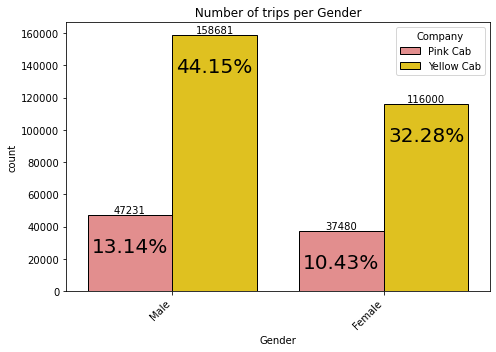 Number of trips per Gender
Company
Pink Cab
Yellow Cab
158681
44.15%
116000
32.28%
47231
13.14%
37480
10.43%
160000
140000
120000
100000
80000
60000
40000
20000
0
count
Male
Female
Gender